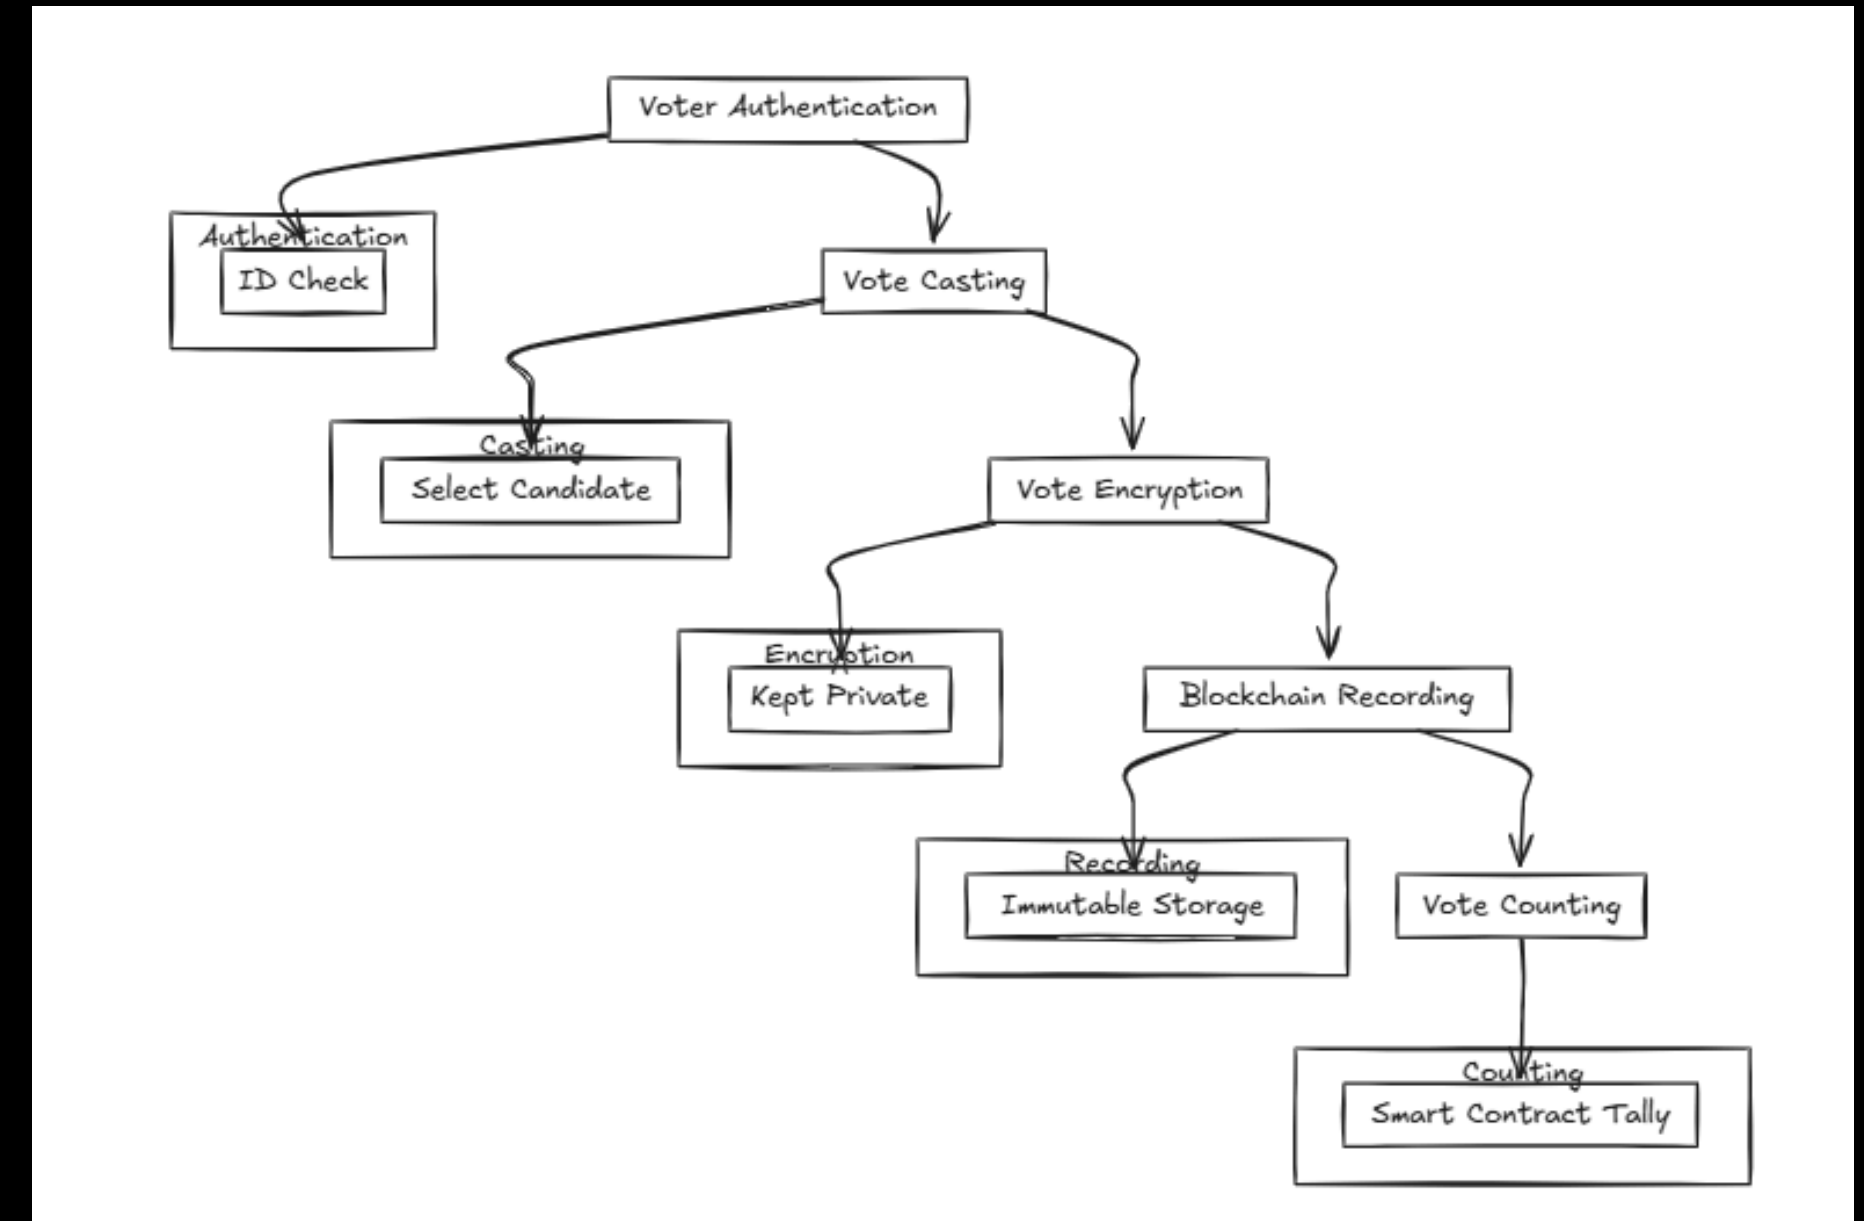 Voter Authentication
Authentication
ID Check
Vote Casting
Casting
Select Candidate
Vote Encryption
Encryption
Kept Private
Blockchain Recording
Recording
Immutable Storage
Vote Counting
Counting
Smart Contract Tally